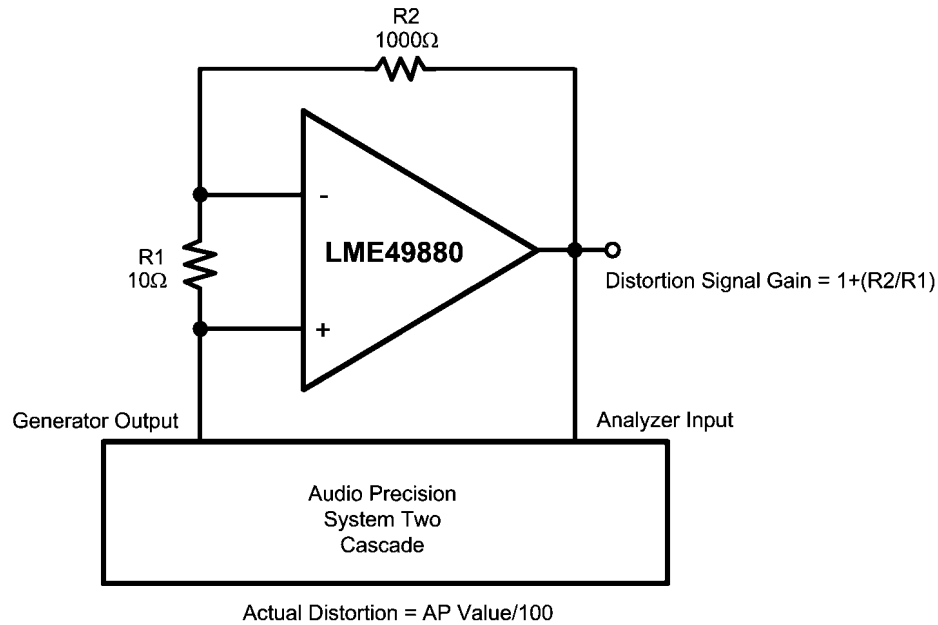 R2
1000Ω
-
LME49880
R1
10Ω
Distortion Signal Gain = 1+(R2/R1)
+
Generator Output
Analyzer Input
Audio Precision
System Two
Cascade
Actual Distortion = AP Value/100